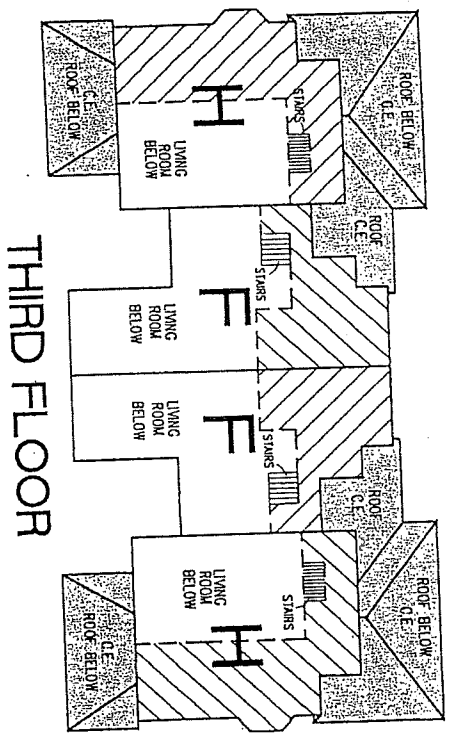 ROOF BELOW
C.E.
ROOF
C.E.
ROOF
C.E.
ROOF BELOW
C.E.
STAIRS
STAIRS
STAIRS
STAIRS
H
F
F
H
LIVING
ROOM
BELOW
LIVING
ROOM
BELOW
LIVING
ROOM
BELOW
LIVING
ROOM
BELOW
C.E.
ROOF BELOW
C.E.
ROOF BELOW
THIRD FLOOR